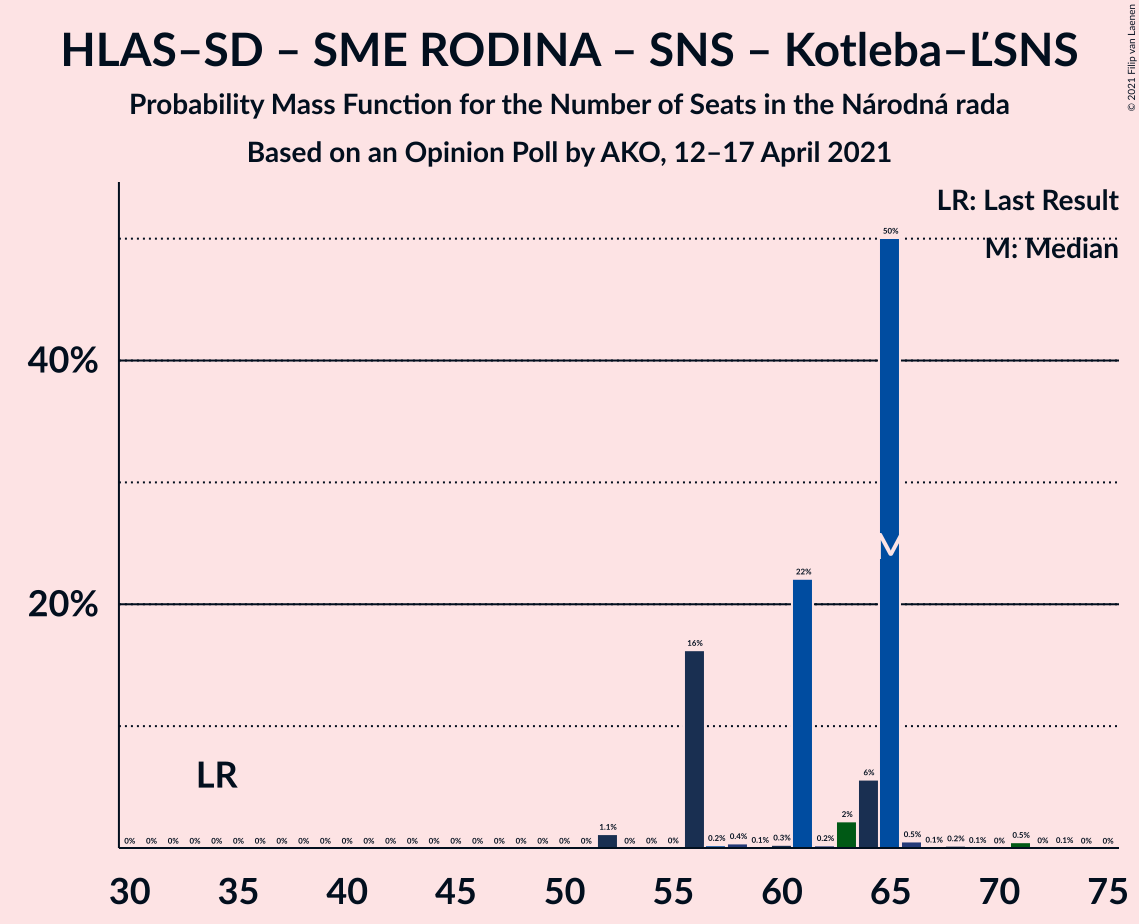 HLAS–SD – SME RODINA – SNS – Kotleba–ĽSNS
Probability Mass Function for the Number of Seats in the Národná rada
Based on an Opinion Poll by AKO, 12–17 April 2021
© 2021 Filip van Laenen
LR: Last Result
M: Median
40%
20%
LR
M
0% 0% 0% 0% 0% 0% 0% 0% 0% 0% 0% 0% 0% 0% 0% 0% 0% 0% 0% 0% 0% 0% 1.1% 0% 0% 0% 16% 0.2% 0.4% 0.1% 0.3% 22% 0.2% 2% 6% 50% 0.5% 0.1% 0.2% 0.1% 0% 0.5% 0% 0.1% 0% 0%
30 35 40 45 50 55 60 65 70 75